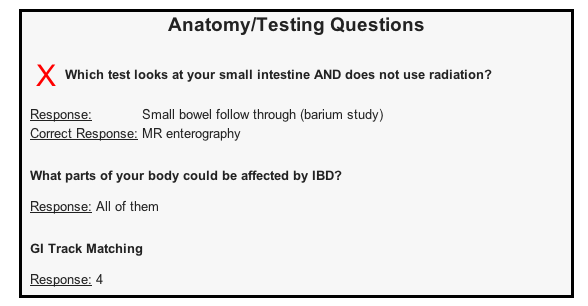 Anatomy/Testing Questions
X Which test looks at your small intestine AND does not use radiation?
Response: Small bowel follow through (barium study)
Correct Response: MR enterography
What parts of your body could be affected by IBD?
Response: All of them
GI Track Matching
Response: 4